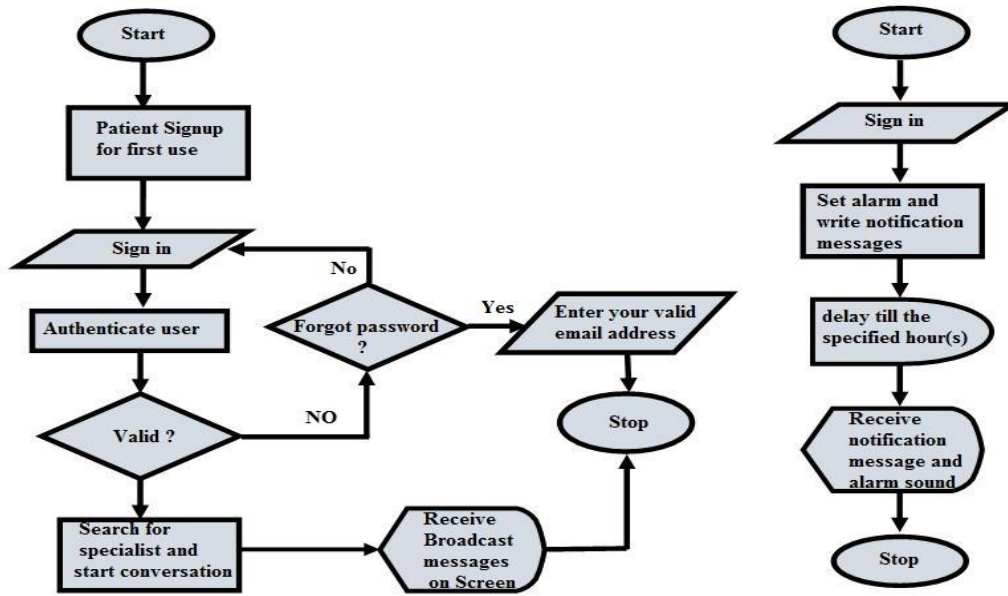 Start
Patient Signup
for first use
Sign in
Authenticate user
Valid ?
NO
Forgot password
?
No
Yes
Enter your valid
email address
Stop
Search for
specialist and
start conversation
Receive
Broadcast
messages
on Screen
Start
Sign in
Set alarm and
write notification
messages
delay till the
specified hour(s)
Receive
notification
message and
alarm sound
Stop